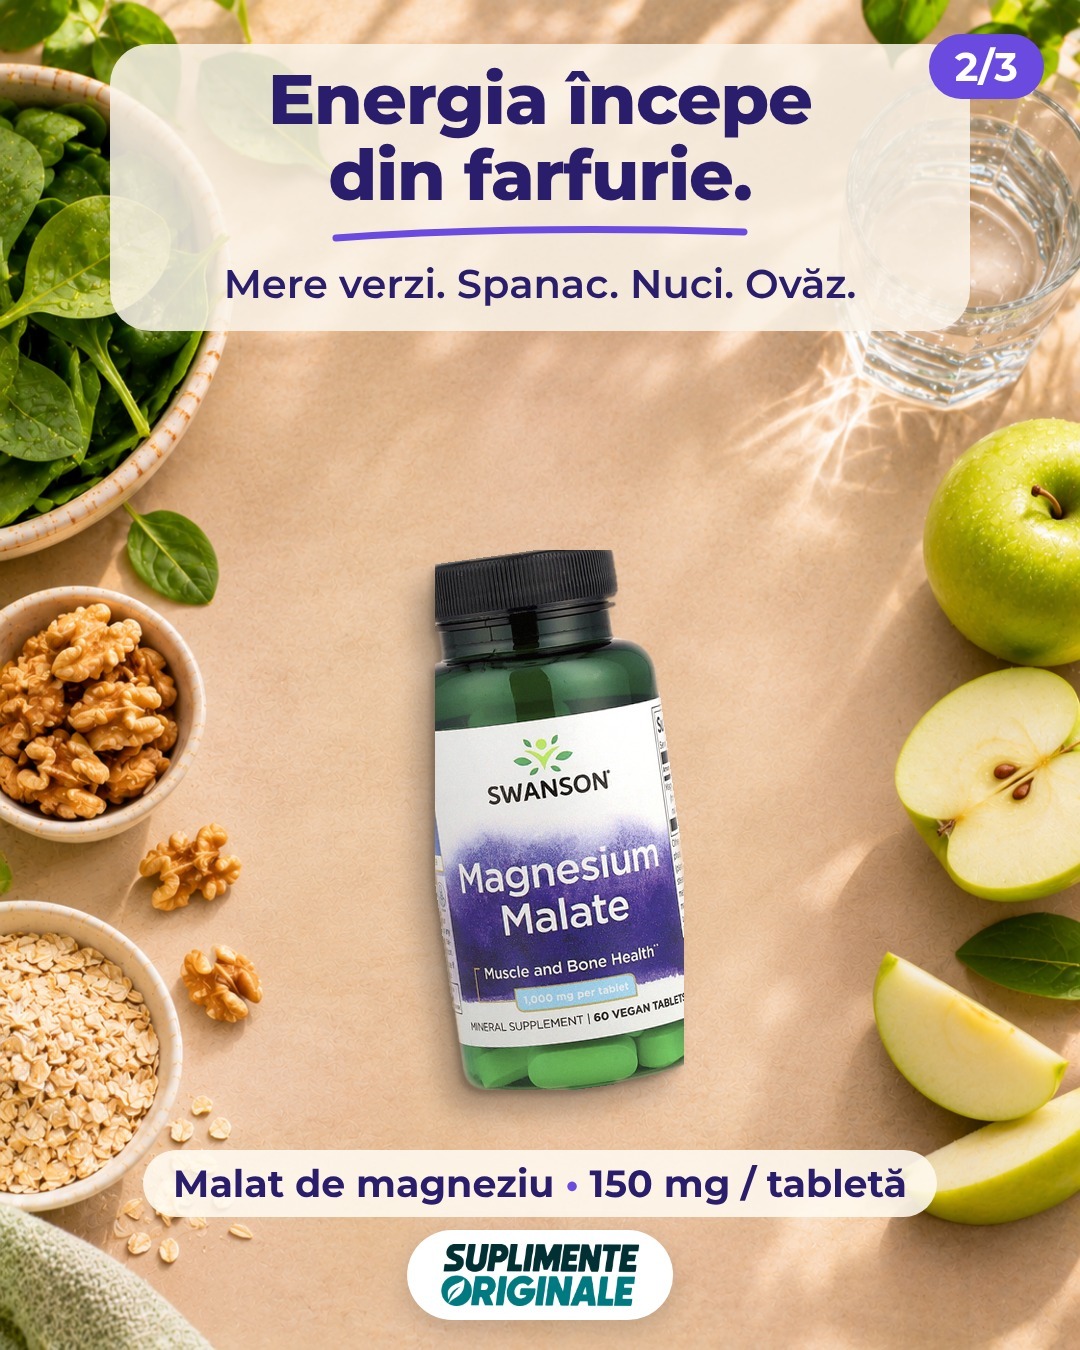 2/3
Energia începe
din farfurie.
Mere verzi. Spanac. Nuci. Ovăz.
SWANSON
Magnesium
Malate
Muscle and Bone Health
1,000 mg per tablet
MINERAL SUPPLEMENT | 60 VEGAN TABLETS
Malat de magneziu • 150 mg / tabletă
SUPLIMENTE
ORIGINALE